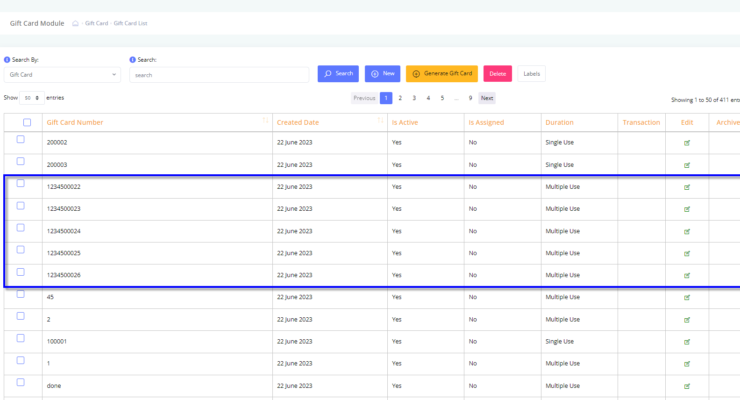 Gift Card Module - Gift Card - Gift Card List
Search By: Search:
Gift Card search Search New Generate Gift Card Delete Labels
Show 50 entries Previous 1 2 3 4 5 ... 9 Next Showing 1 to 50 of 411 entr
Gift Card Number Created Date Is Active Is Assigned Duration Transaction Edit Archive
200002 22 June 2023 Yes No Single Use
200003 22 June 2023 Yes No Single Use
1234500022 22 June 2023 Yes No Multiple Use
1234500023 22 June 2023 Yes No Multiple Use
1234500024 22 June 2023 Yes No Multiple Use
1234500025 22 June 2023 Yes No Multiple Use
1234500026 22 June 2023 Yes No Multiple Use
45 22 June 2023 Yes No Multiple Use
2 22 June 2023 Yes No Multiple Use
100001 22 June 2023 Yes No Single Use
1 22 June 2023 Yes No Multiple Use
done 22 June 2023 Yes No Multiple Use